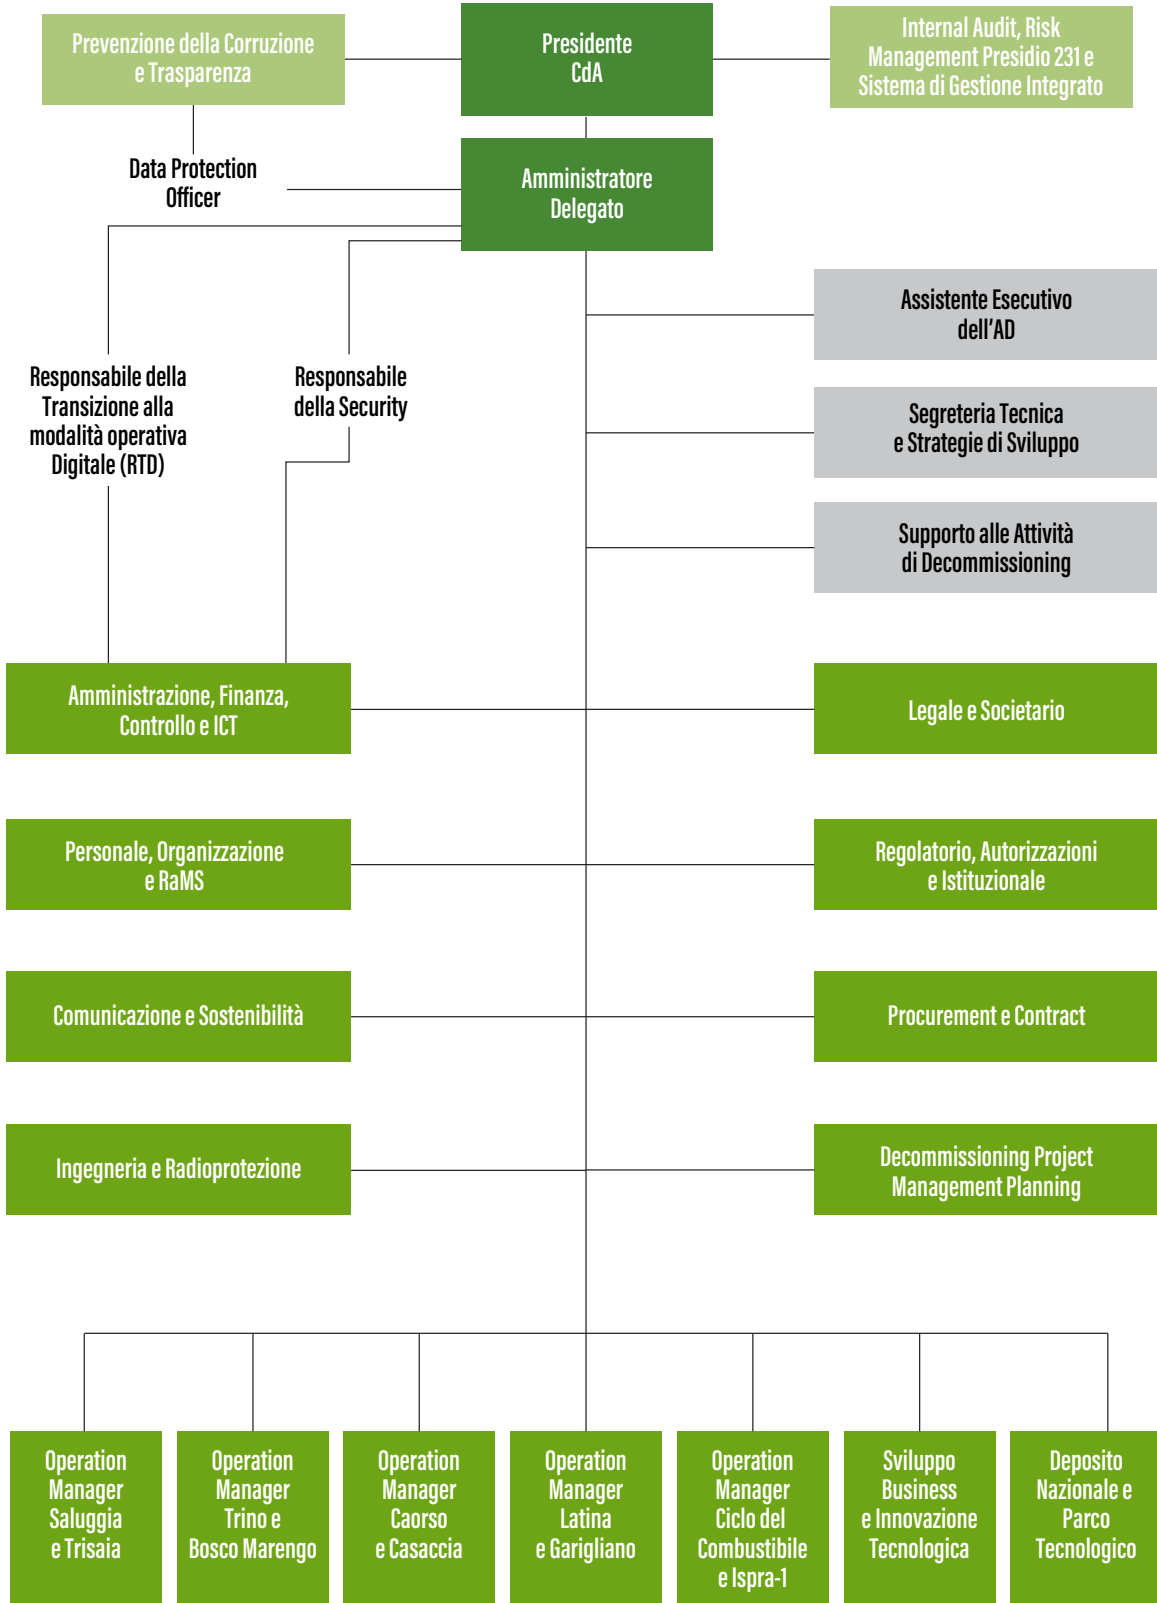 Prevenzione della Corruzione
e Trasparenza
Presidente
CdA
Internal Audit, Risk
Management Presidio 231 e
Sistema di Gestione Integrato
Data Protection
Officer
Amministratore
Delegato
Assistente Esecutivo
dell’AD
Responsabile della
Transizione alla
modalità operativa
Digitale (RTD)
Responsabile
della Security
Segreteria Tecnica
e Strategie di Sviluppo
Supporto alle Attività
di Decommissioning
Amministrazione, Finanza,
Controllo e ICT
Legale e Societario
Personale, Organizzazione
e RaMS
Regolatorio, Autorizzazioni
e Istituzionale
Comunicazione e Sostenibilità
Procurement e Contract
Ingegneria e Radioprotezione
Decommissioning Project
Management Planning
Operation
Manager
Saluggia
e Trisaia
Operation
Manager
Trino e
Bosco Marengo
Operation
Manager
Caorso
e Casaccia
Operation
Manager
Latina
e Garigliano
Operation
Manager
Ciclo del
Combustibile
e Ispra-1
Sviluppo
Business
e Innovazione
Tecnologica
Deposito
Nazionale e
Parco
Tecnologico